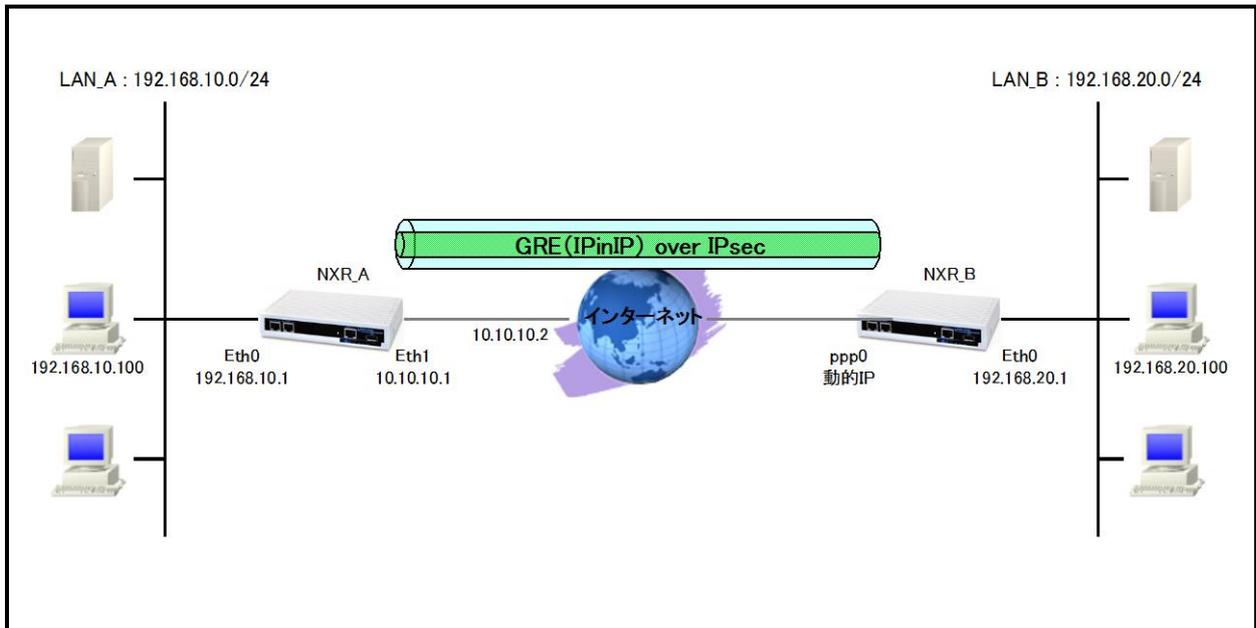 LAN_A : 192.168.10.0/24
LAN_B : 192.168.20.0/24
GRE(IPinIP) over IPsec
NXR_A
NXR_B
10.10.10.2
インターネット
192.168.10.100
Eth0
192.168.10.1
Eth1
10.10.10.1
ppp0
動的IP
Eth0
192.168.20.1
192.168.20.100